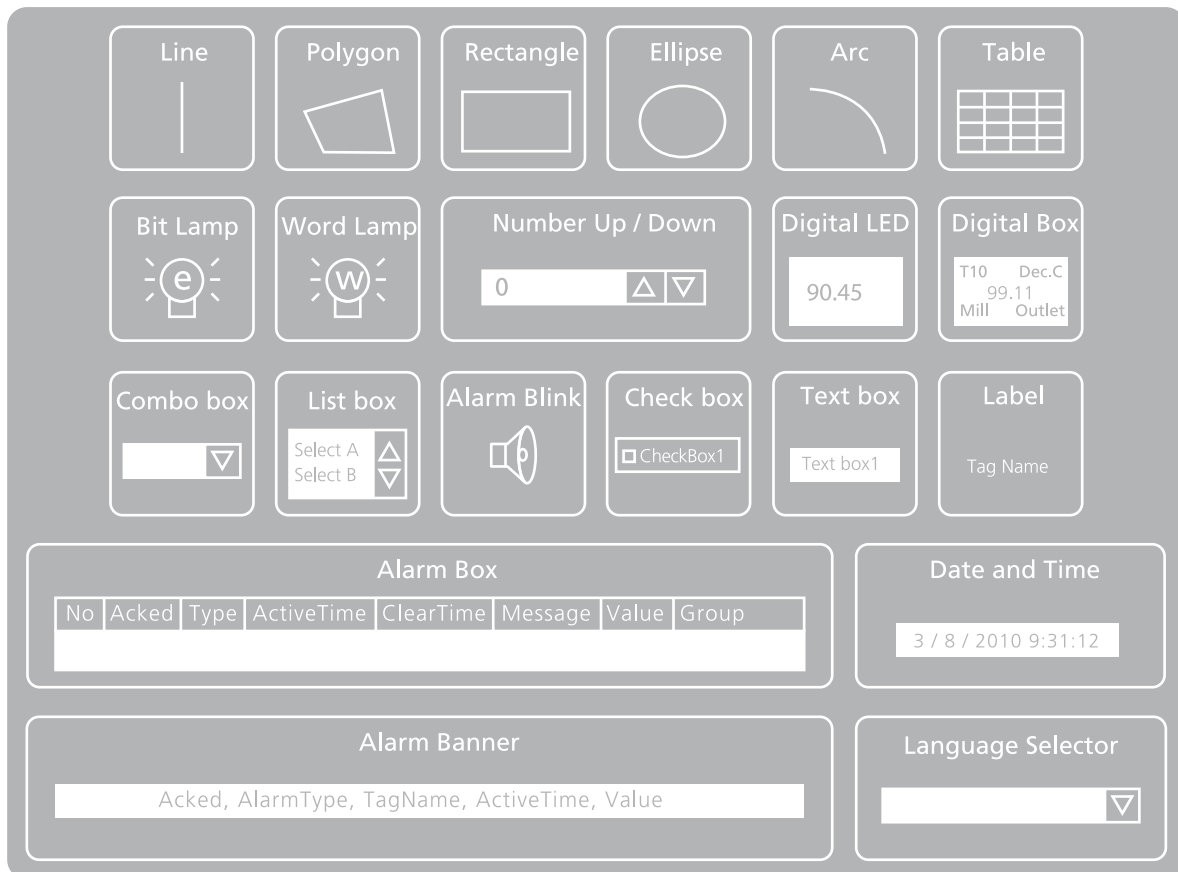 Line
Polygon
Rectangle
Ellipse
Arc
Table
Bit Lamp
e
Word Lamp
w
Number Up / Down
0
Digital LED
90.45
Digital Box
T10 Dec.C
99.11
Mill Outlet
Combo box
List box
Select A
Select B
Alarm Blink
Check box
CheckBox1
Text box
Text box1
Label
Tag Name
Alarm Box
No Acked Type ActiveTime ClearTime Message Value Group
Date and Time
3 / 8 / 2010 9:31:12
Alarm Banner
Acked, AlarmType, TagName, ActiveTime, Value
Language Selector